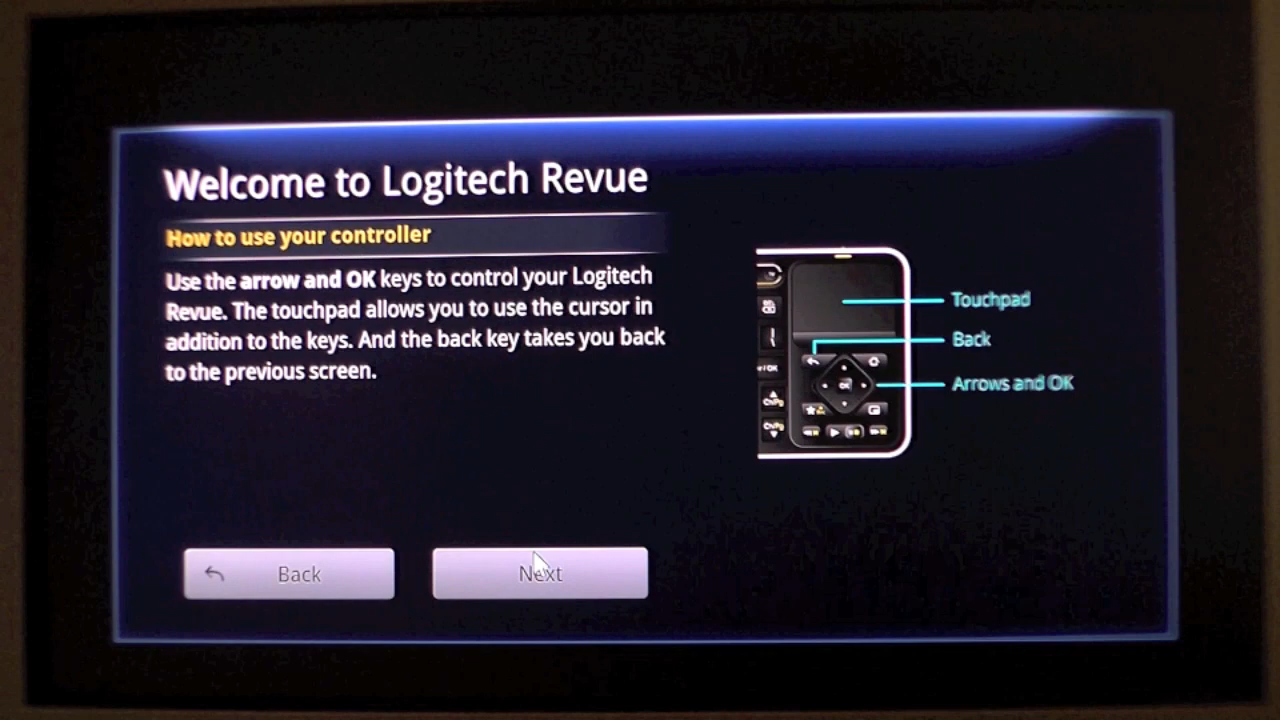 Welcome to Logitech Revue
How to use your controller
Use the arrow and OK keys to control your Logitech
Revue. The touchpad allows you to use the cursor in
addition to the keys. And the back key takes you back
to the previous screen.
Touchpad
Back
Arrows and OK
OK
Back
Next